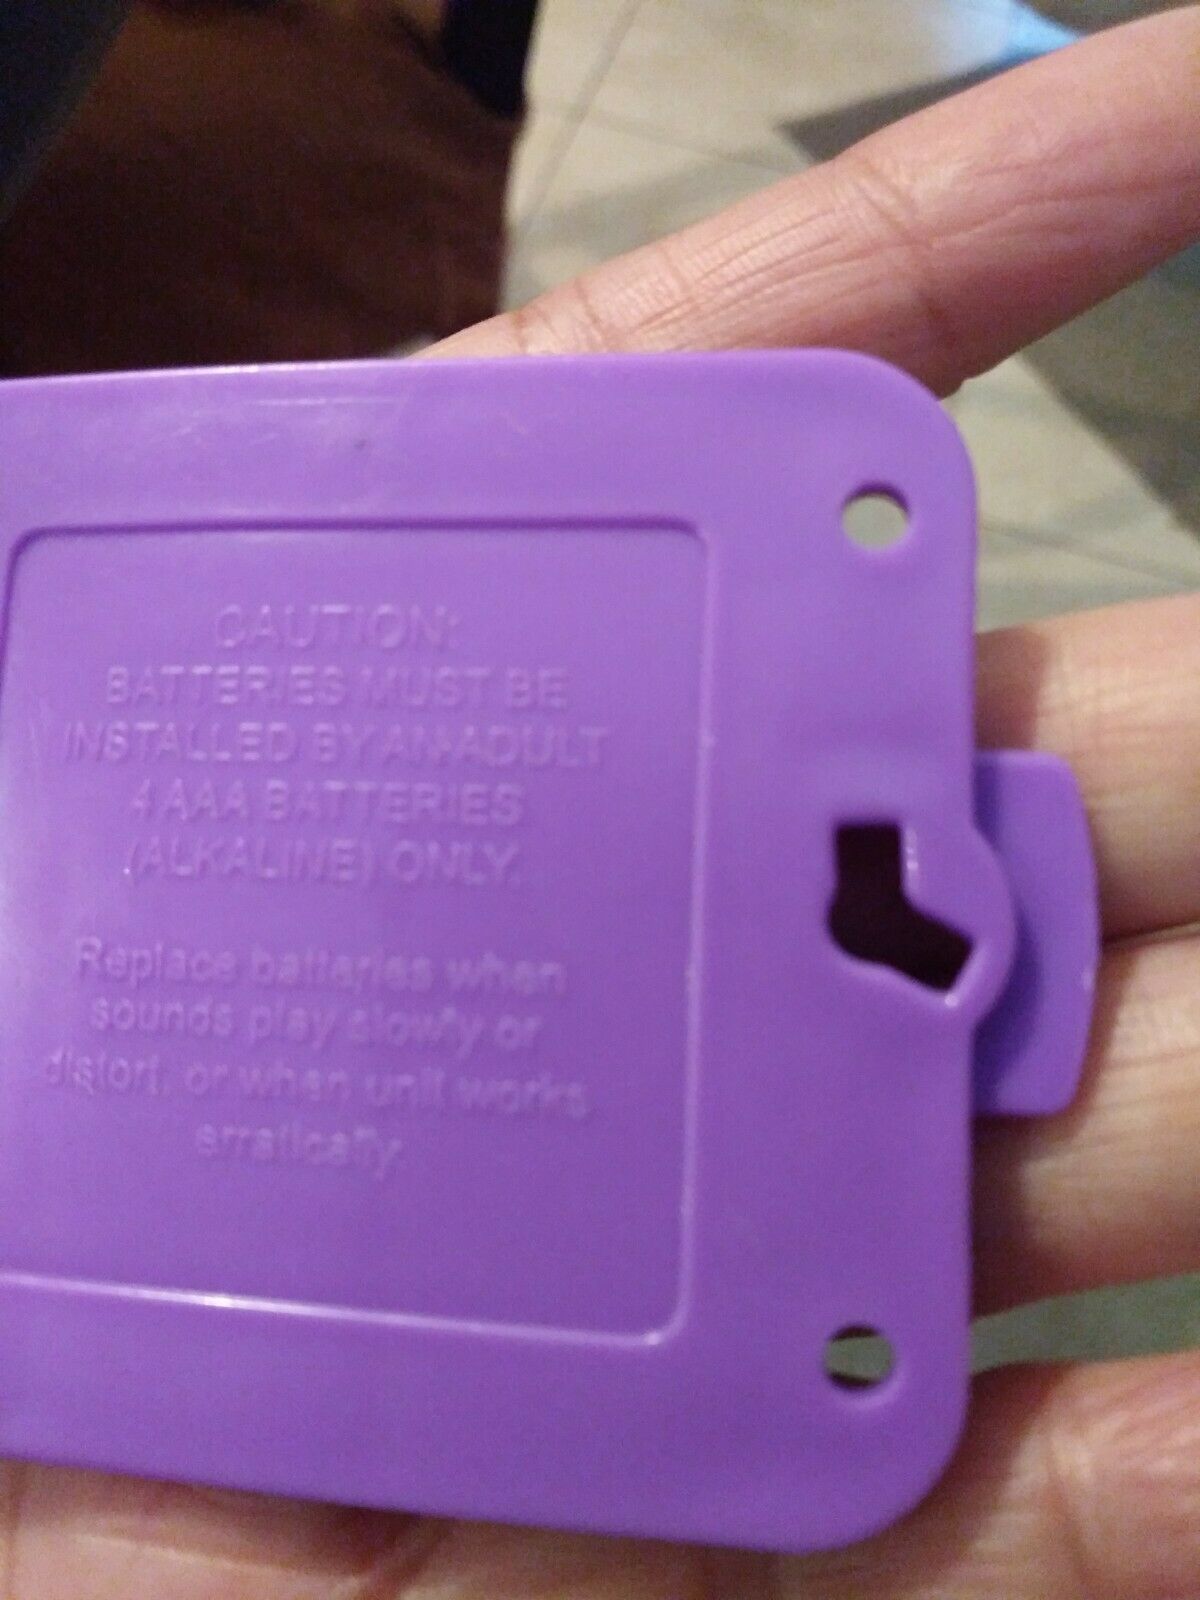 CAUTION:
BATTERIES MUST BE
INSTALLED BY AN ADULT
4 AAA BATTERIES
(ALKALINE) ONLY.
Replace batteries when
sounds play slowly or
distort, or when unit works
erratically.